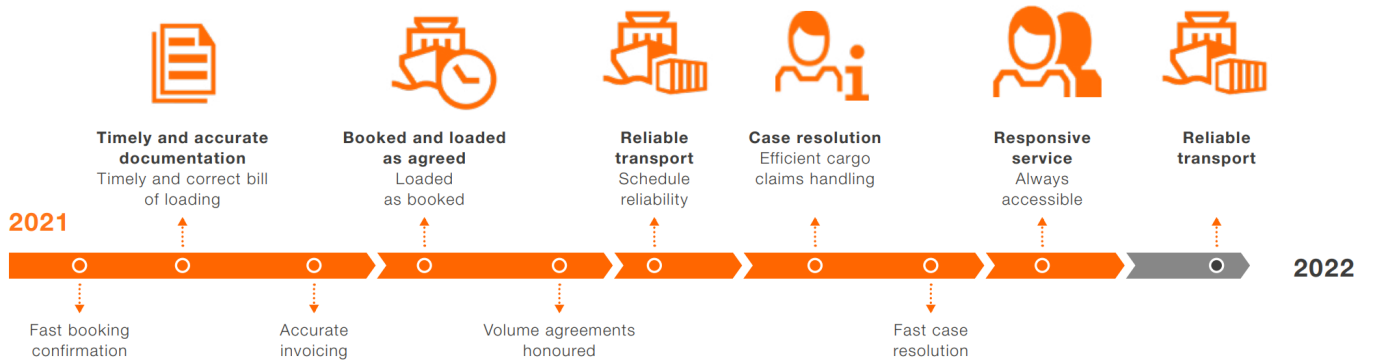 Timely and accurate
documentation
Timely and correct bill
of loading
Booked and loaded
as agreed
Loaded
as booked
Reliable
transport
Schedule
reliability
Case resolution
Efficient cargo
claims handling
Responsive
service
Always
accessible
Reliable
transport
2021
2022
Fast booking
confirmation
Accurate
invoicing
Volume agreements
honoured
Fast case
resolution